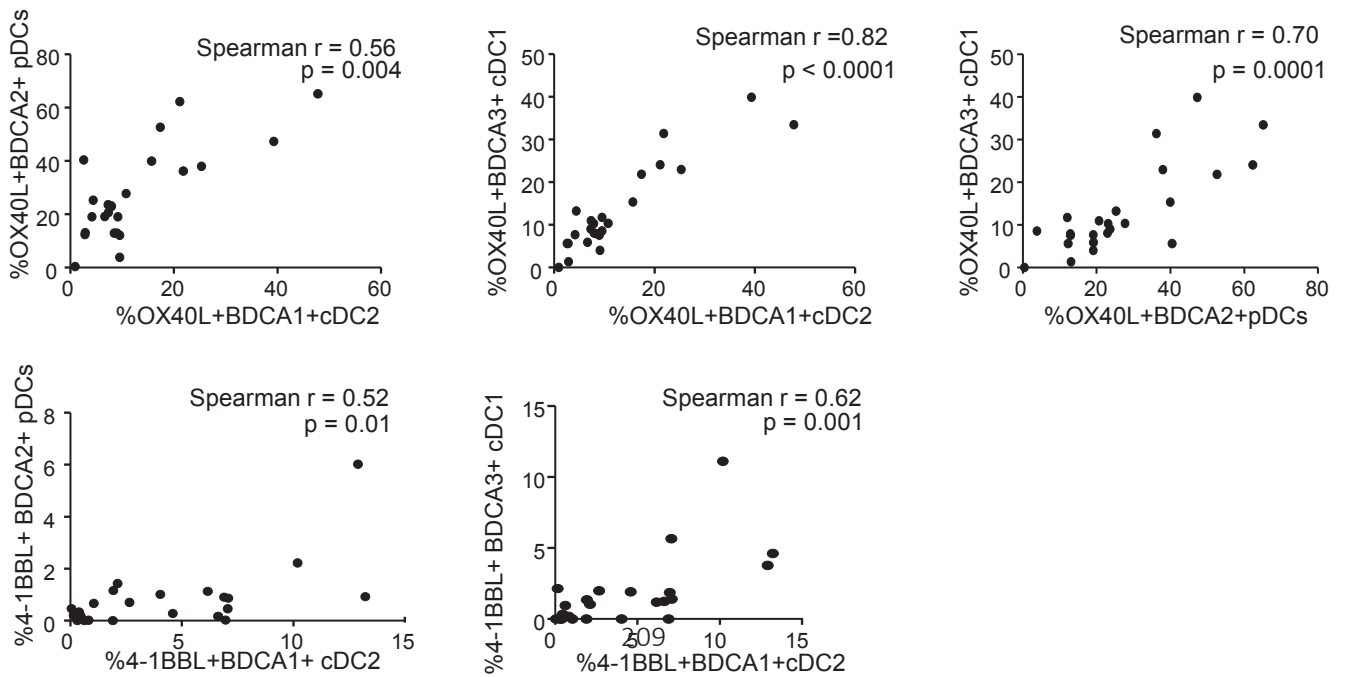 %OX40L+BDCA2+ pDCs
Spearman r = 0.56
p = 0.004
80
60
40
20
0
0 20 40 60
%OX40L+BDCA1+cDC2
%OX40L+BDCA3+ cDC1
Spearman r =0.82
p < 0.0001
50
40
30
20
10
0
0 20 40 60
%OX40L+BDCA1+cDC2
%OX40L+BDCA3+ cDC1
Spearman r = 0.70
p = 0.0001
50
40
30
20
10
0
0 20 40 60 80
%OX40L+BDCA2+pDCs
%4-1BBL+ BDCA2+ pDCs
Spearman r = 0.52
p = 0.01
8
6
4
2
0
0 5 10 15
%4-1BBL+BDCA1+ cDC2
%4-1BBL+ BDCA3+ cDC1
Spearman r = 0.62
p = 0.001
15
10
5
0
0 5 10 15
209
%4-1BBL+BDCA1+cDC2